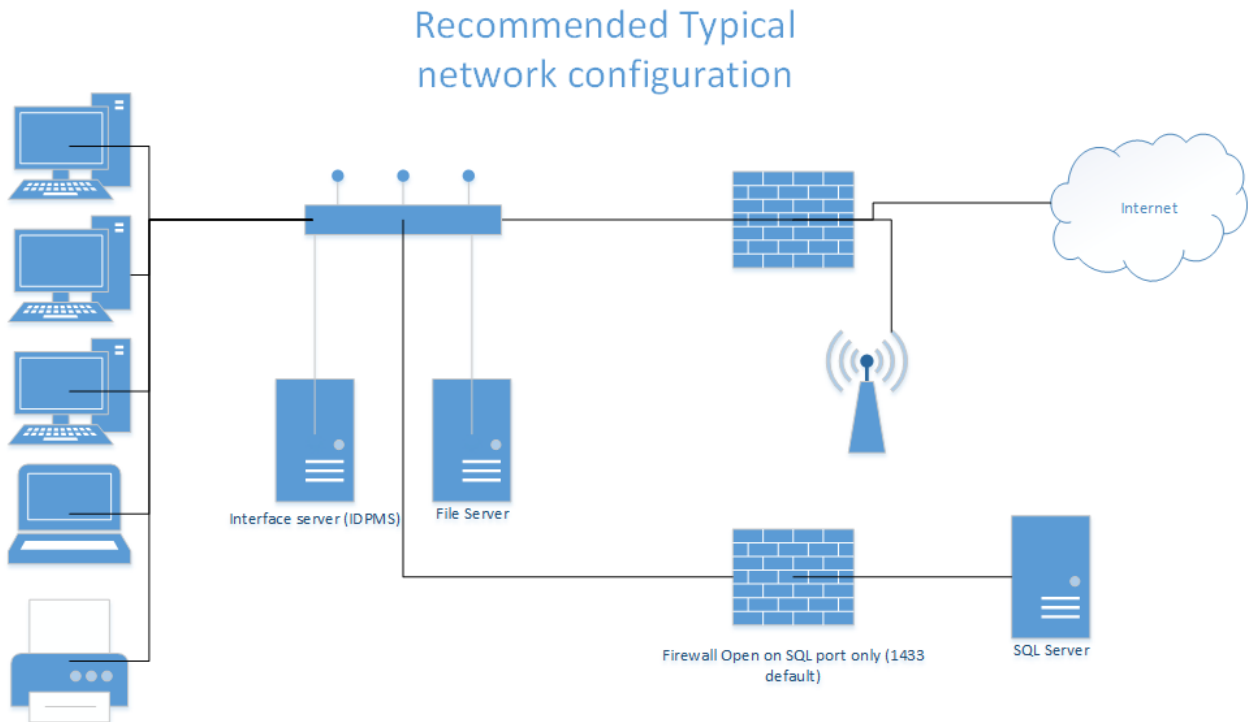 Recommended Typical
network configuration
Internet
Interface server (IDPMS)
File Server
Firewall Open on SQL port only (1433
default)
SQL Server